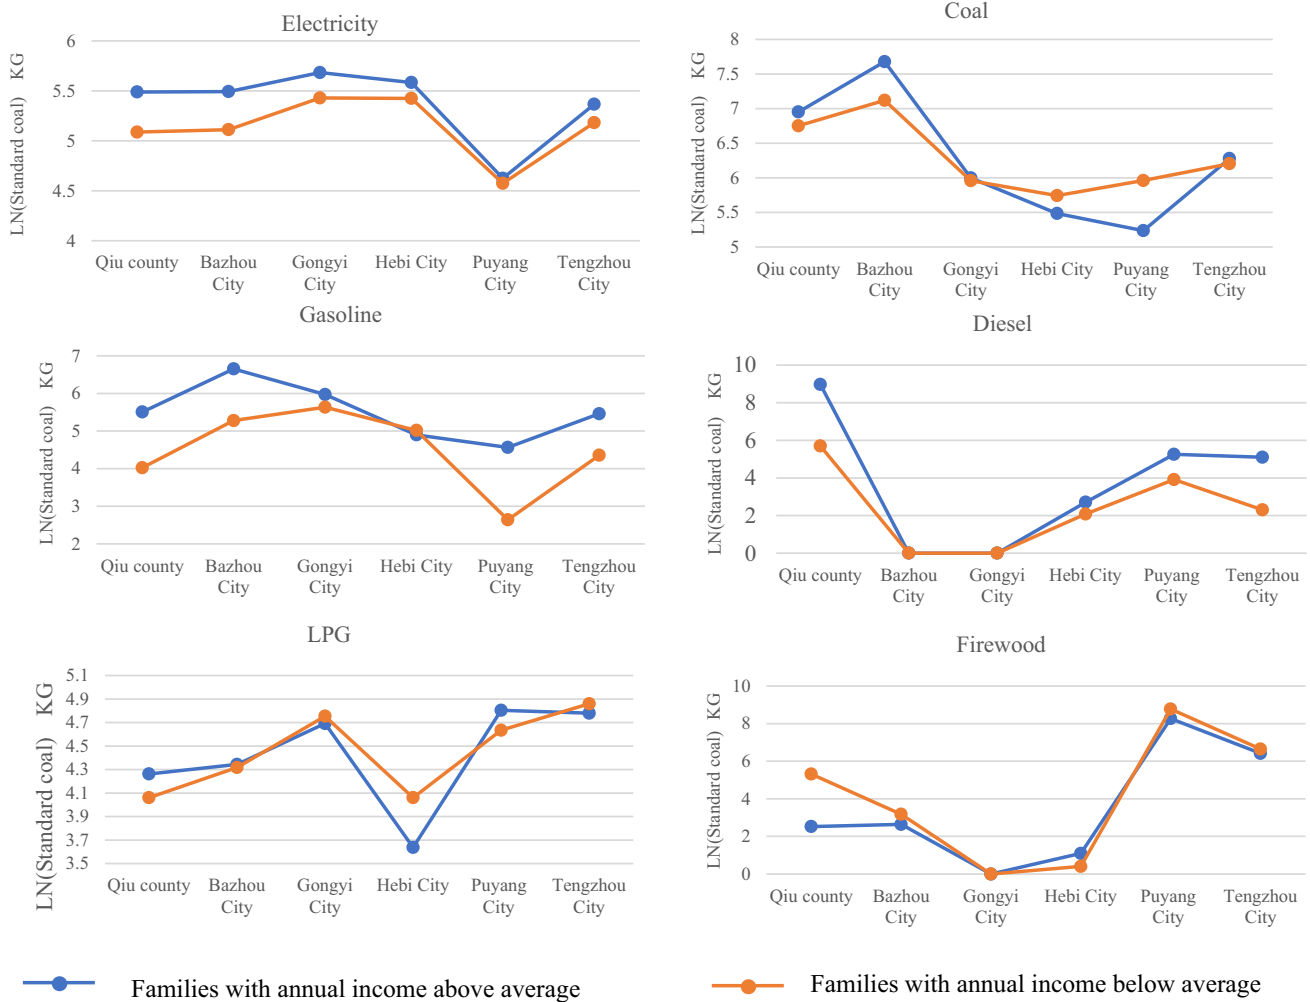 Electricity
LN(Standard coal) KG
6
5.5
5
4.5
4
Qiu county Bazhou Gongyi Hebi City Puyang Tengzhou
City City City City
Coal
LN(Standard coal) KG
8
7.5
7
6.5
6
5.5
5
Qiu county Bazhou Gongyi Hebi City Puyang Tengzhou
City City City City
Gasoline
LN(Standard coal) KG
7
6
5
4
3
2
Qiu county Bazhou Gongyi Hebi City Puyang Tengzhou
City City City City
Diesel
LN(Standard coal) KG
10
8
6
4
2
0
Qiu county Bazhou Gongyi Hebi City Puyang Tengzhou
City City City City
LPG
LN(Standard coal) KG
5.1
4.9
4.7
4.5
4.3
4.1
3.9
3.7
3.5
Qiu county Bazhou Gongyi Hebi City Puyang Tengzhou
City City City City
Firewood
LN(Standard coal) KG
10
8
6
4
2
0
Qiu county Bazhou Gongyi Hebi City Puyang Tengzhou
City City City City
Families with annual income above average
Families with annual income below average